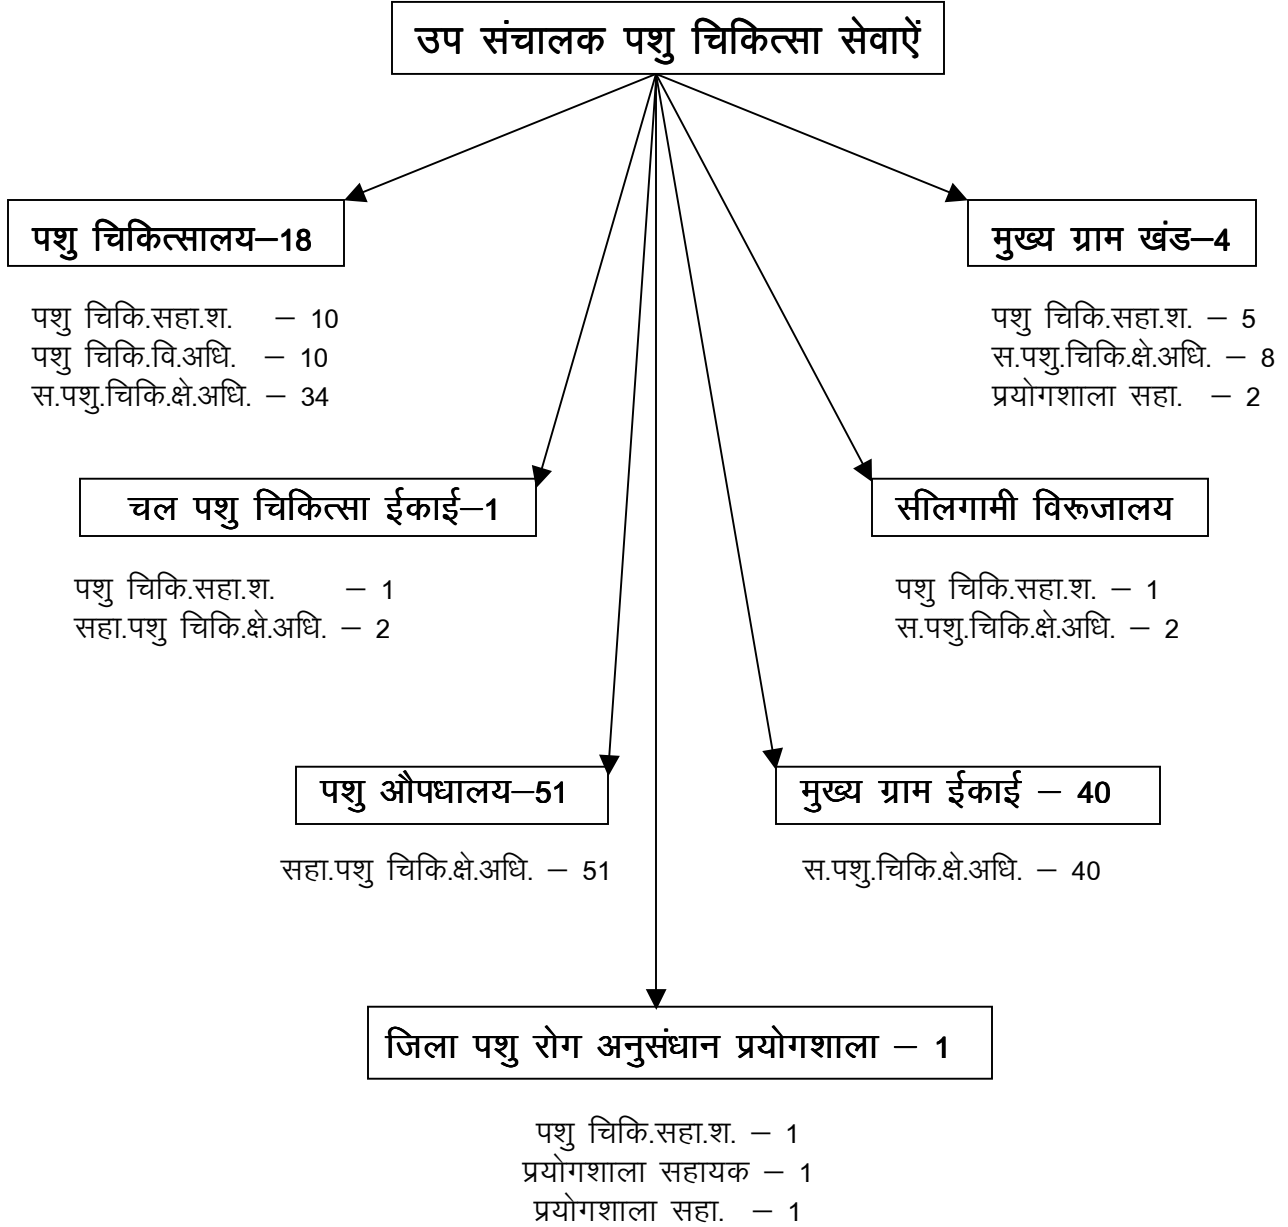 उप संचालक पशु चिकित्सा सेवाऐं
पशु चिकित्सालय–18
पशु चिकि.सहा.श. – 10
पशु चिकि.वि.अधि. – 10
स.पशु.चिकि.क्षे.अधि. – 34
मुख्य ग्राम खंड–4
पशु चिकि.सहा.श. – 5
स.पशु.चिकि.क्षे.अधि. – 8
प्रयोगशाला सहा. – 2
चल पशु चिकित्सा ईकाई–1
पशु चिकि.सहा.श. – 1
सहा.पशु चिकि.क्षे.अधि. – 2
सलिगामी विरूजालय
पशु चिकि.सहा.श. – 1
स.पशु.चिकि.क्षे.अधि. – 2
पशु औपधालय–51
सहा.पशु चिकि.क्षे.अधि. – 51
मुख्य ग्राम ईकाई – 40
स.पशु.चिकि.क्षे.अधि. – 40
जिला पशु रोग अनुसंधान प्रयोगशाला – 1
पशु चिकि.सहा.श. – 1
प्रयोगशाला सहायक – 1
प्रयोगशाला सहा. – 1